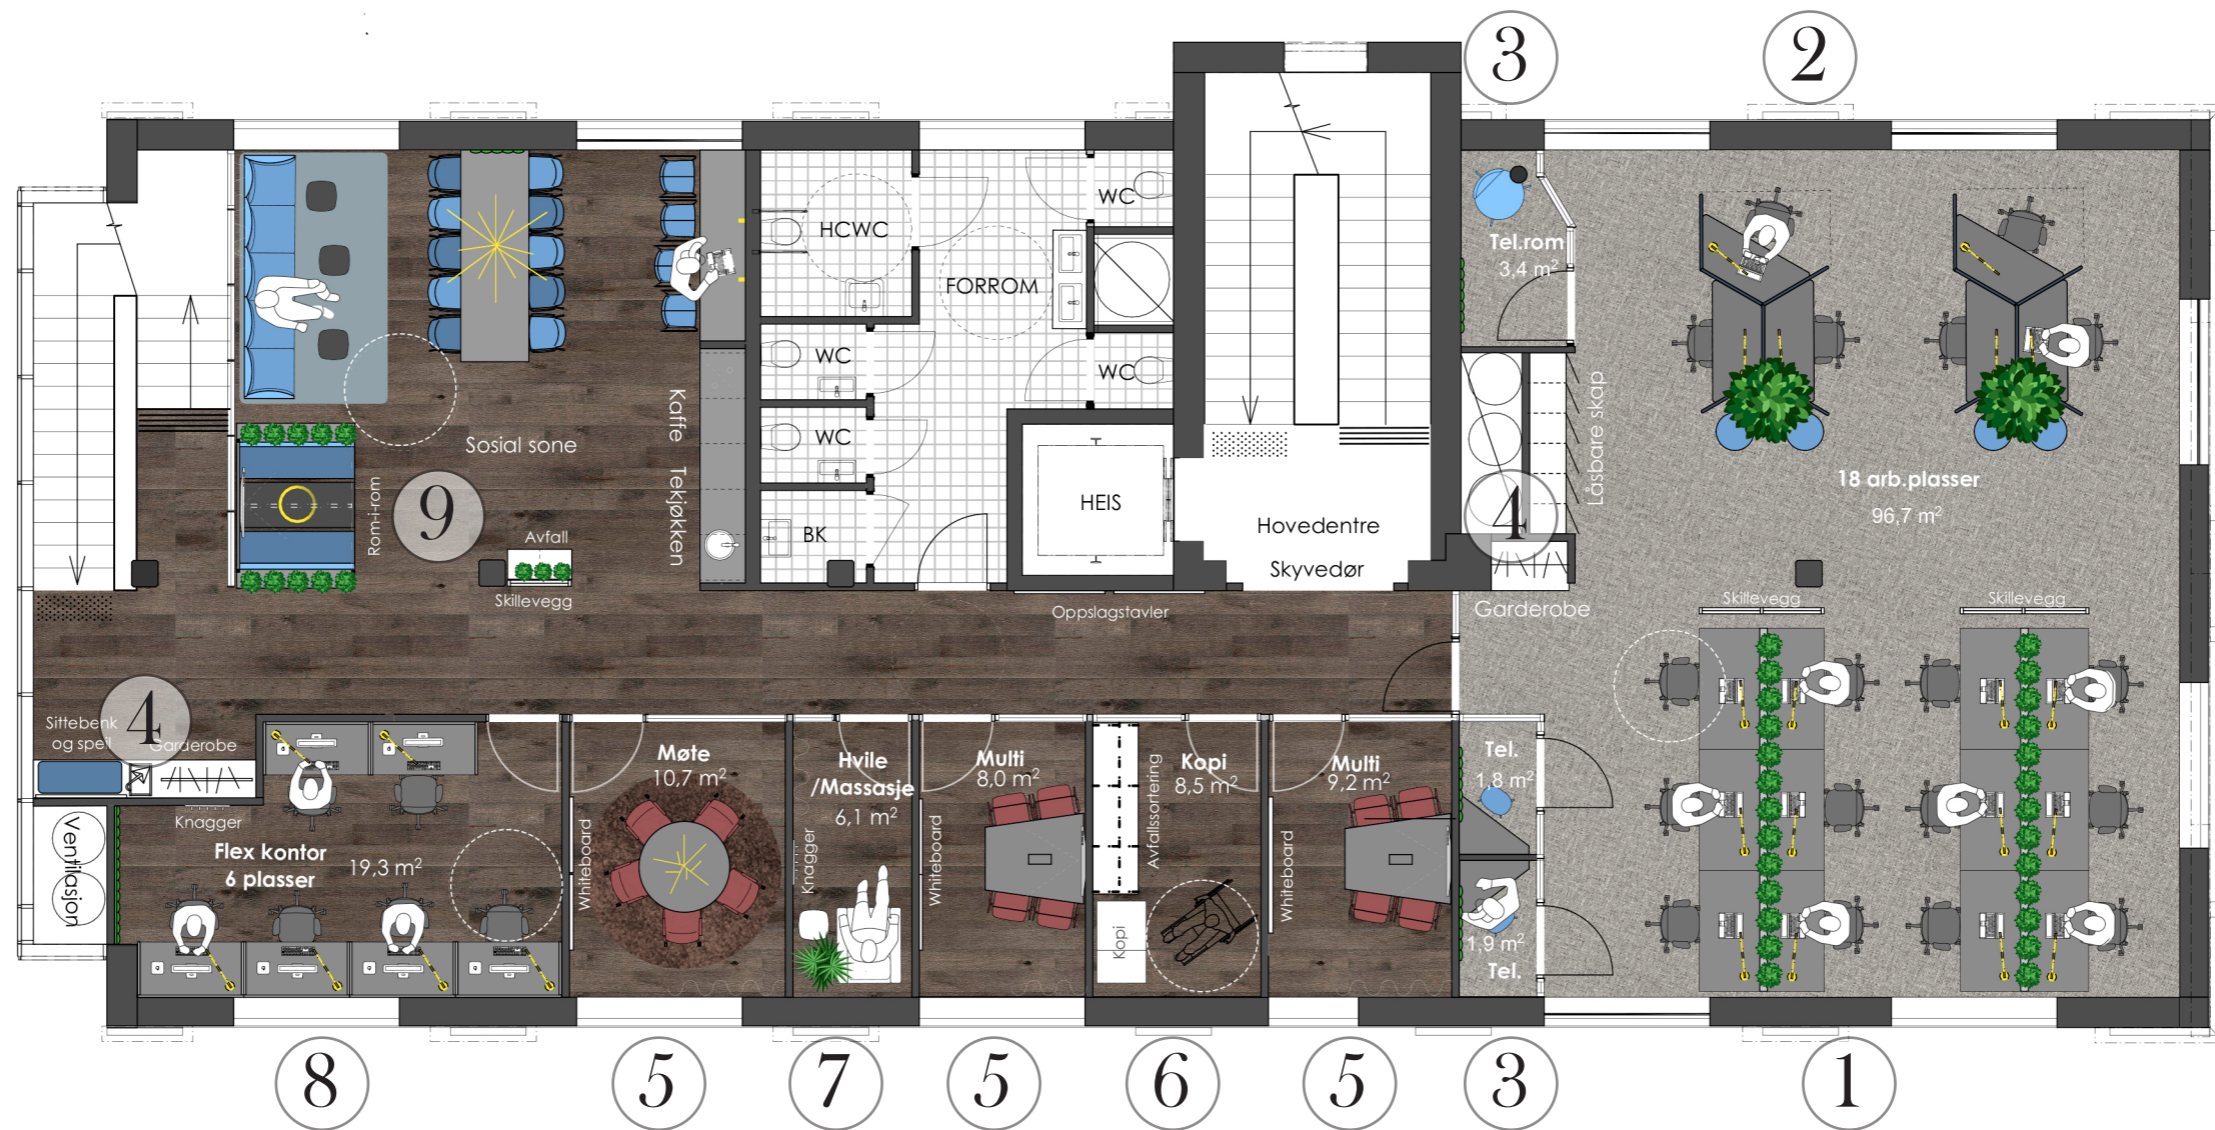 3
2
WC
HCWC
FORROM
Tel.rom
3,4 m²
WC
WC
Kaffe
Tekjøkken
Låsbare skap
Sosial sone
WC
18 arb.plasser
96,7 m²
9
Rom-i-rom
HEIS
4
Hovedentre
Avfall
BK
Skyvedør
Skillevegg
Oppslagstavler
Garderobe
Skillevegg
Skillevegg
4
Sittebenk
og speil
Garderobe
Møte
10,7 m²
Hvile
/Massasje
6,1 m²
Multi
8,0 m²
Avfallssortering
Kopi
8,5 m²
Multi
9,2 m²
Tel.
1,8 m²
Ventilasjon
Knagger
Flex kontor
6 plasser
19,3 m²
Whiteboard
Knagger
Whiteboard
Kopi
Whiteboard
1,9 m²
Tel.
8
5
7
5
6
5
3
1